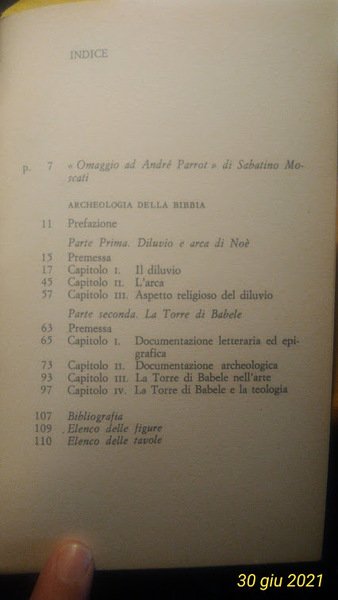 INDICE
p. 7 « Omaggio ad André Parrot » di Sabatino Mo-
scati
ARCHEOLOGIA DELLA BIBBIA
11 Prefazione
Parte Prima. Diluvio e arca di Noè
15 Premessa
17 Capitolo I. Il diluvio
45 Capitolo II. L'arca
57 Capitolo III. Aspetto religioso del diluvio
Parte seconda. La Torre di Babele
63 Premessa
65 Capitolo I. Documentazione letteraria ed epi-
grafica
73 Capitolo II. Documentazione archeologica
93 Capitolo III. La Torre di Babele nell'arte
97 Capitolo IV. La Torre di Babele e la teologia
107 Bibliografia
109 Elenco delle figure
110 Elenco delle tavole
30 giu 2021